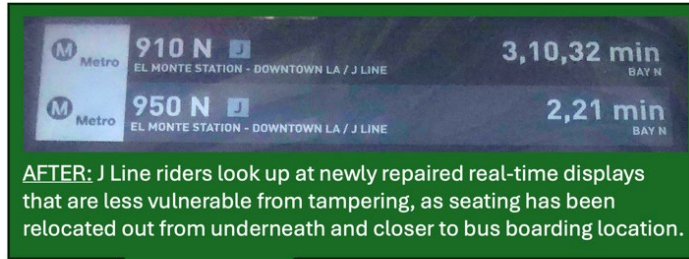 M Metro 910 N J 3,10,32 min
EL MONTE STATION - DOWNTOWN LA / J LINE BAY N
M Metro 950 N J 2,21 min
EL MONTE STATION - DOWNTOWN LA / J LINE BAY N
AFTER: J Line riders look up at newly repaired real-time displays
that are less vulnerable from tampering, as seating has been
relocated out from underneath and closer to bus boarding location.